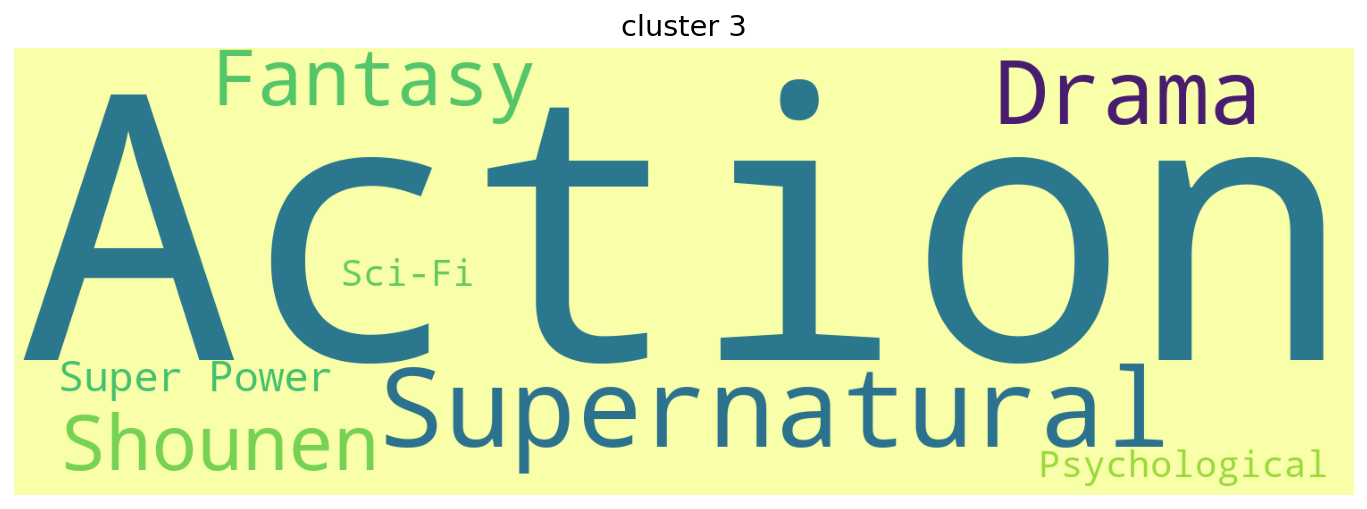 cluster 3
Fantasy
Drama
Action
Sci-Fi
Super Power
Supernatural
Shounen
Psychological